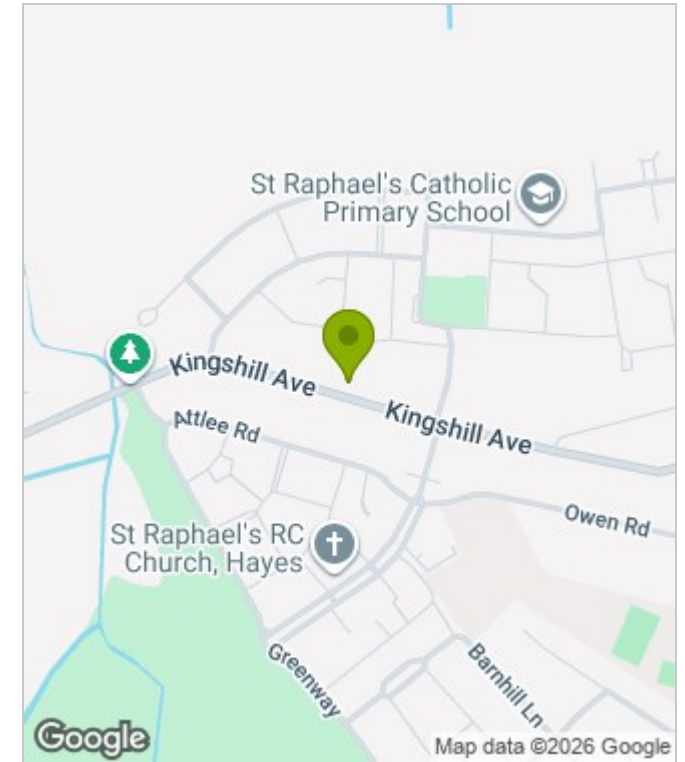 St Raphael's Catholic
Primary School
Kingshill Ave
Kingshill Ave
Attlee Rd
Owen Rd
St Raphael's RC
Church, Hayes
Greenway
Barnhill Ln
Google
Map data ©2026 Google